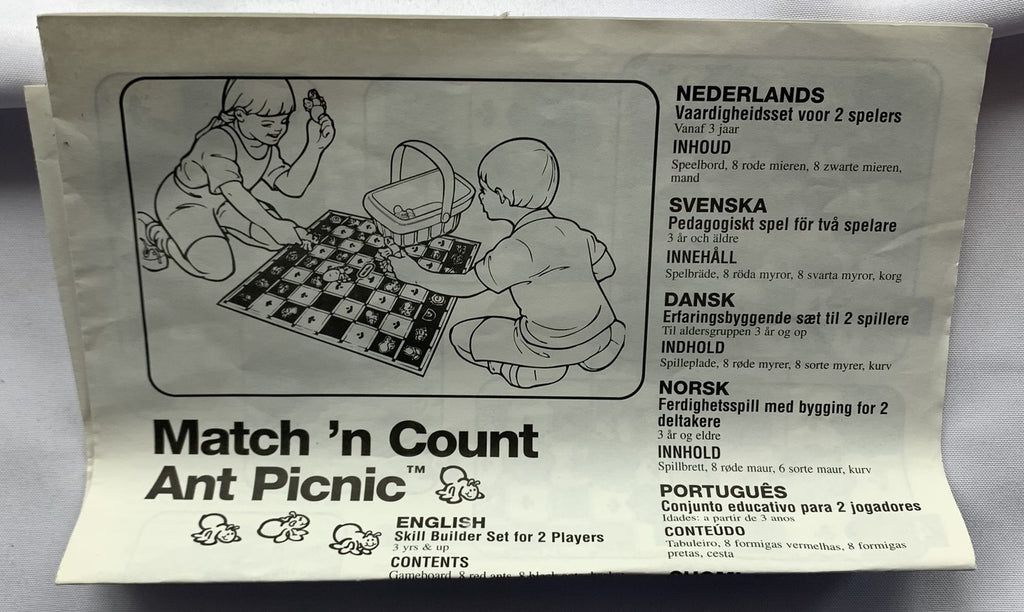 Match 'n Count
Ant Picnic™
ENGLISH
Skill Builder Set for 2 Players
3 yrs & up
CONTENTS
Gameboard, 8 red ants, 8
NEDERLANDS
Vaardigheidsset voor 2 spelers
Vanaf 3 jaar
INHOUD
Speelbord, 8 rode mieren, 8 zwarte mieren,
mand
SVENSKA
Pedagogiskt spel för två spelare
3 år och äldre
INNEHÅLL
Spelbräde, 8 röda myror, 8 svarta myror, korg
DANSK
Erfaringsbyggende sæt til 2 spillere
Til aldersgruppen 3 år og op
INDHOLD
Spilleplade, 8 røde myrer, 8 sorte myrer, kurv
NORSK
Ferdighetsspill med bygging for 2
deltakere
3 år og eldre
INNHOLD
Spillbrett, 8 røde maur, 6 sorte maur, kurv
PORTUGUÊS
Conjunto educativo para 2 jogadores
Idades: a partir de 3 anos
CONTEÚDO
Tabuleiro, 8 formigas vermelhas, 8 formigas
pretas, cesta